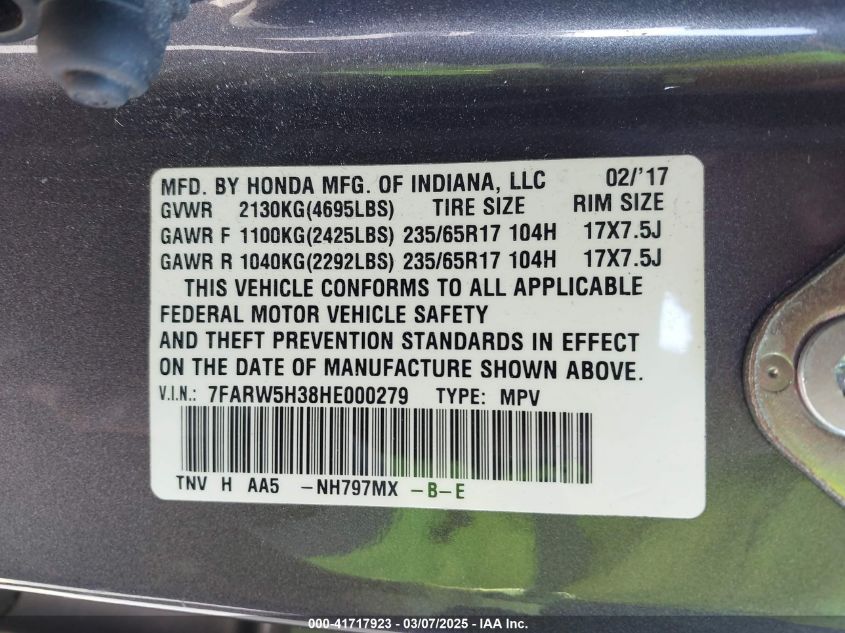 MFD. BY HONDA MFG. OF INDIANA, LLC 02/'17
GVWR 2130KG(4695LBS) TIRE SIZE RIM SIZE
GAWR F 1100KG(2425LBS) 235/65R17 104H 17X7.5J
GAWR R 1040KG(2292LBS) 235/65R17 104H 17X7.5J
THIS VEHICLE CONFORMS TO ALL APPLICABLE
FEDERAL MOTOR VEHICLE SAFETY
AND THEFT PREVENTION STANDARDS IN EFFECT
ON THE DATE OF MANUFACTURE SHOWN ABOVE.
V.I.N.: 7FARW5H38HE000279 TYPE: MPV
TNV H AA5 -NH797MX -B-E
000-41717923 - 03/07/2025 - IAA Inc.